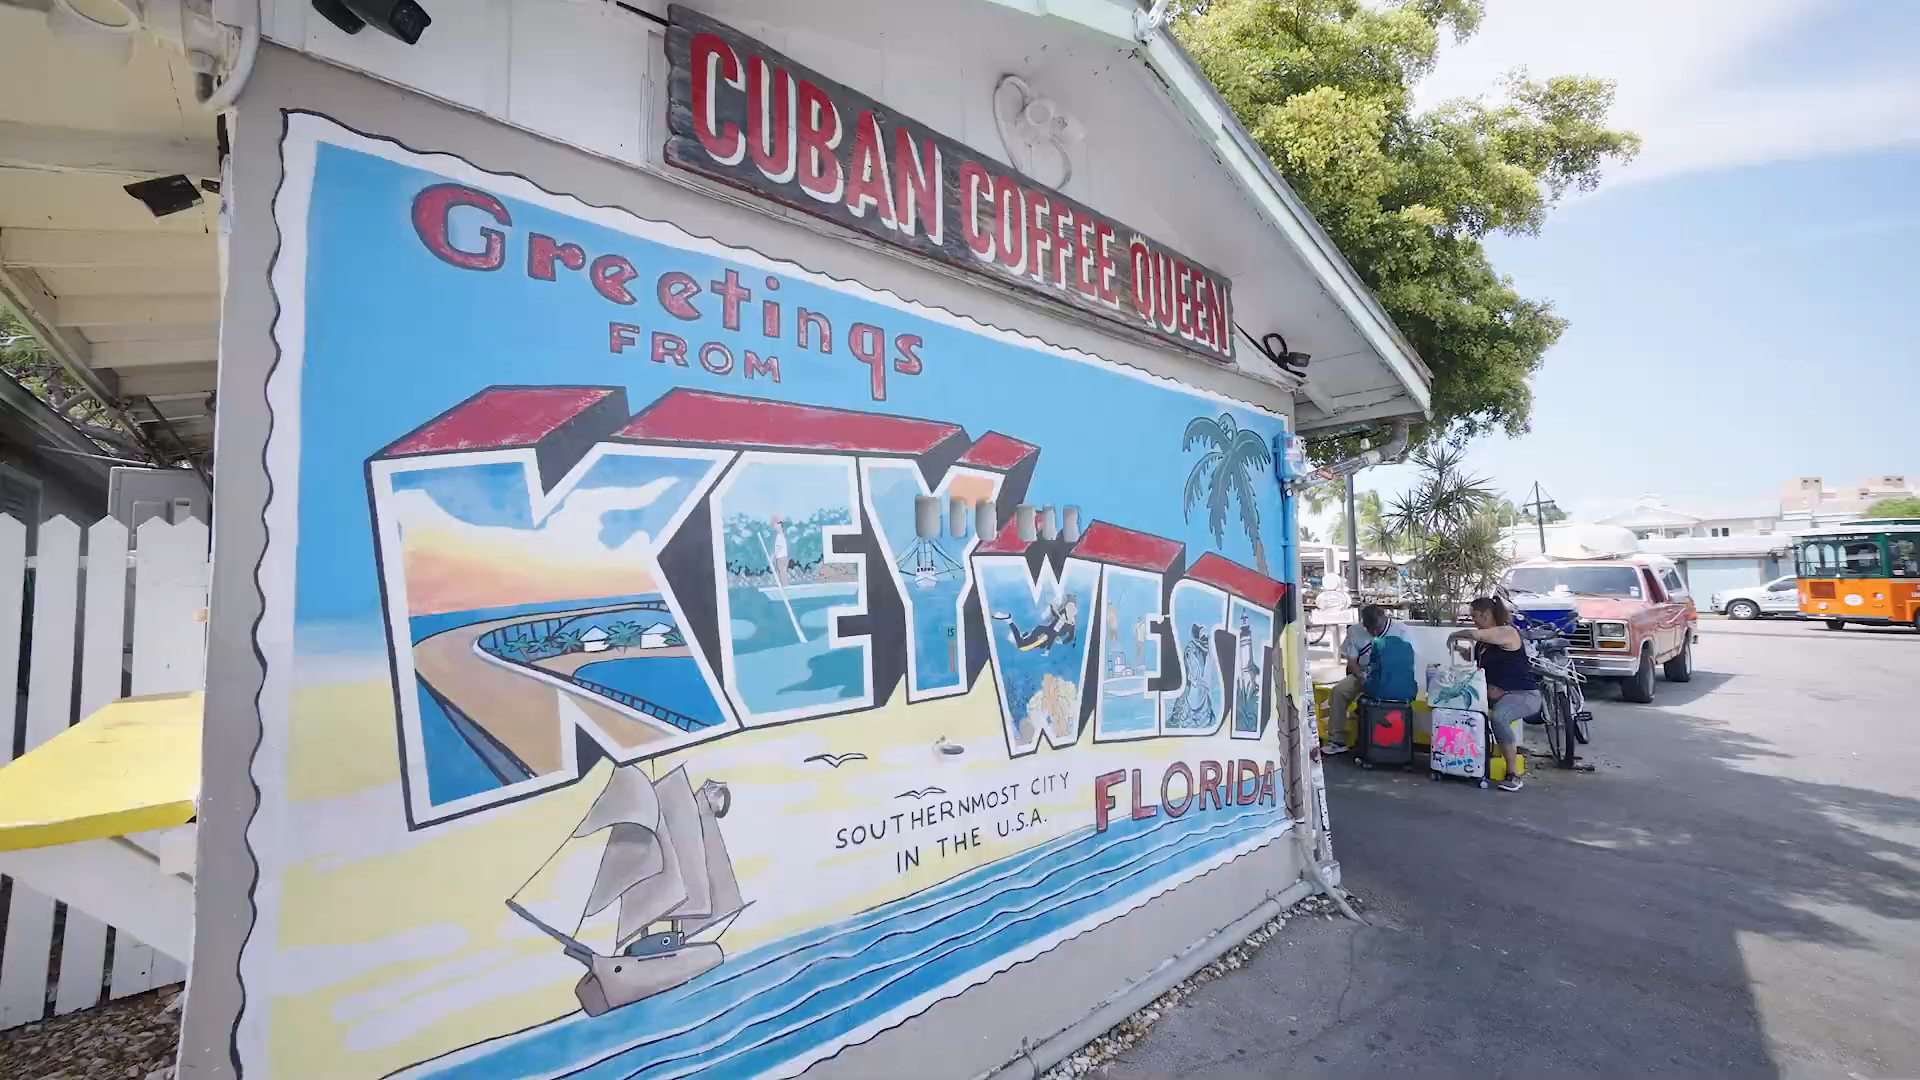 CUBAN COFFEE QUEEN
Greetings
FROM
KEY WEST
SOUTHERNMOST CITY
IN THE U.S.A.
FLORIDA